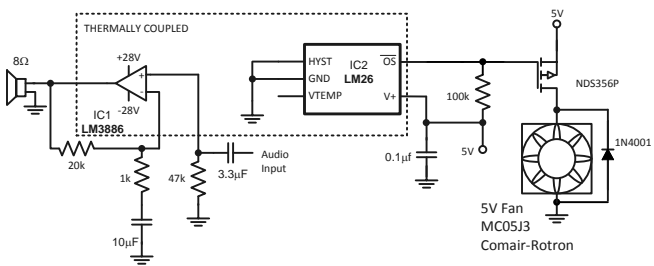 THERMALLY COUPLED
5V
8Ω
+28V
+
-
-28V
IC1
LM3886
HYST
GND
VTEMP
IC2
LM26
OS
V+
100k
NDS356P
20k
1k
10µF
47k
3.3µF
Audio
Input
0.1µf
5V
1N4001
5V Fan
MC05J3
Comair-Rotron